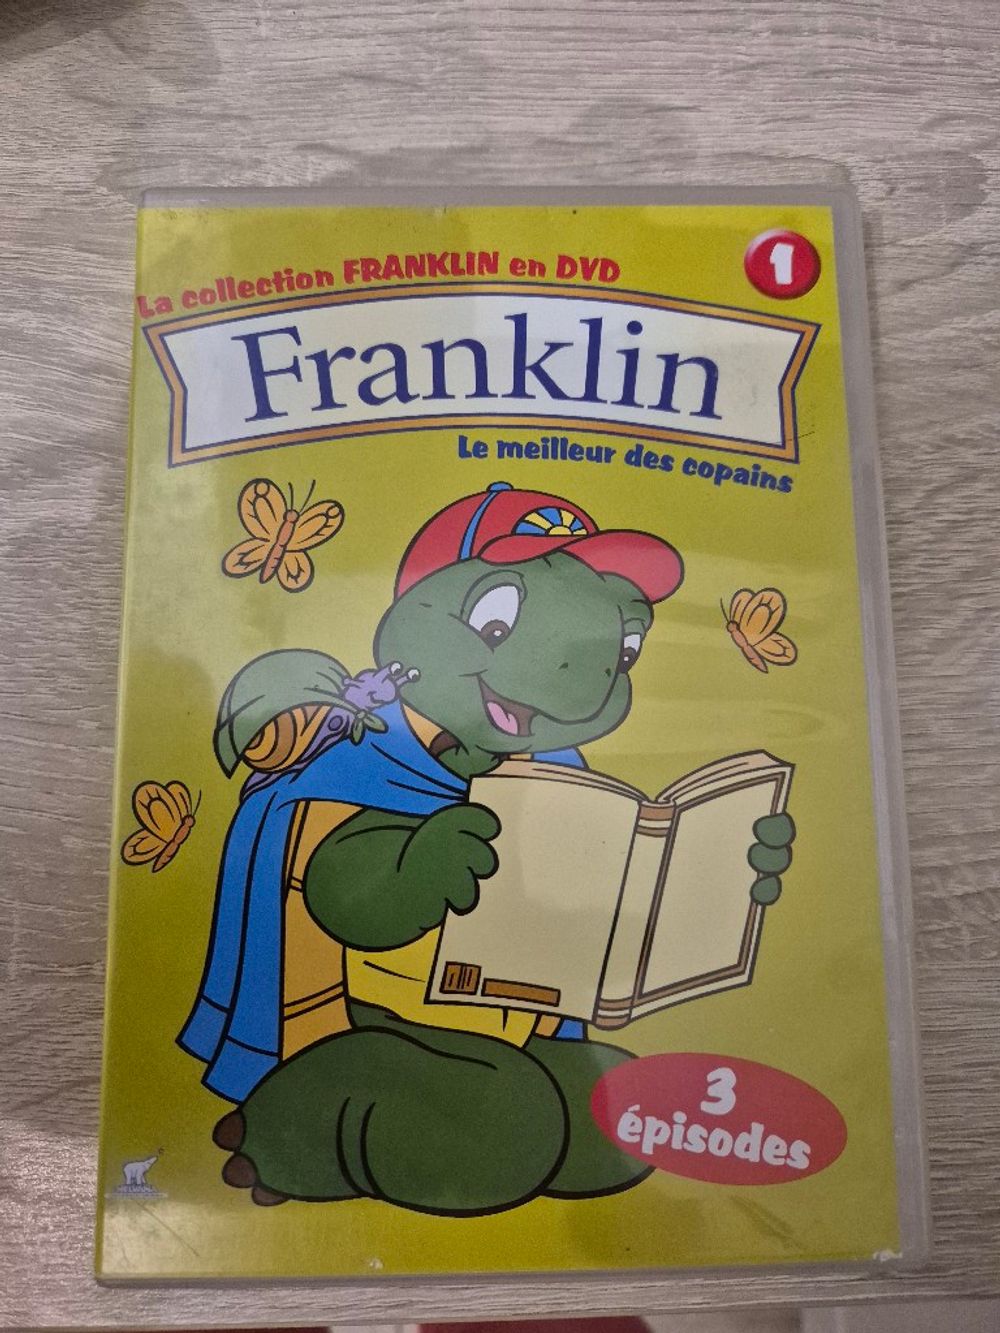 1
La collection FRANKLIN en DVD
Franklin
Le meilleur des copains
3
épisodes